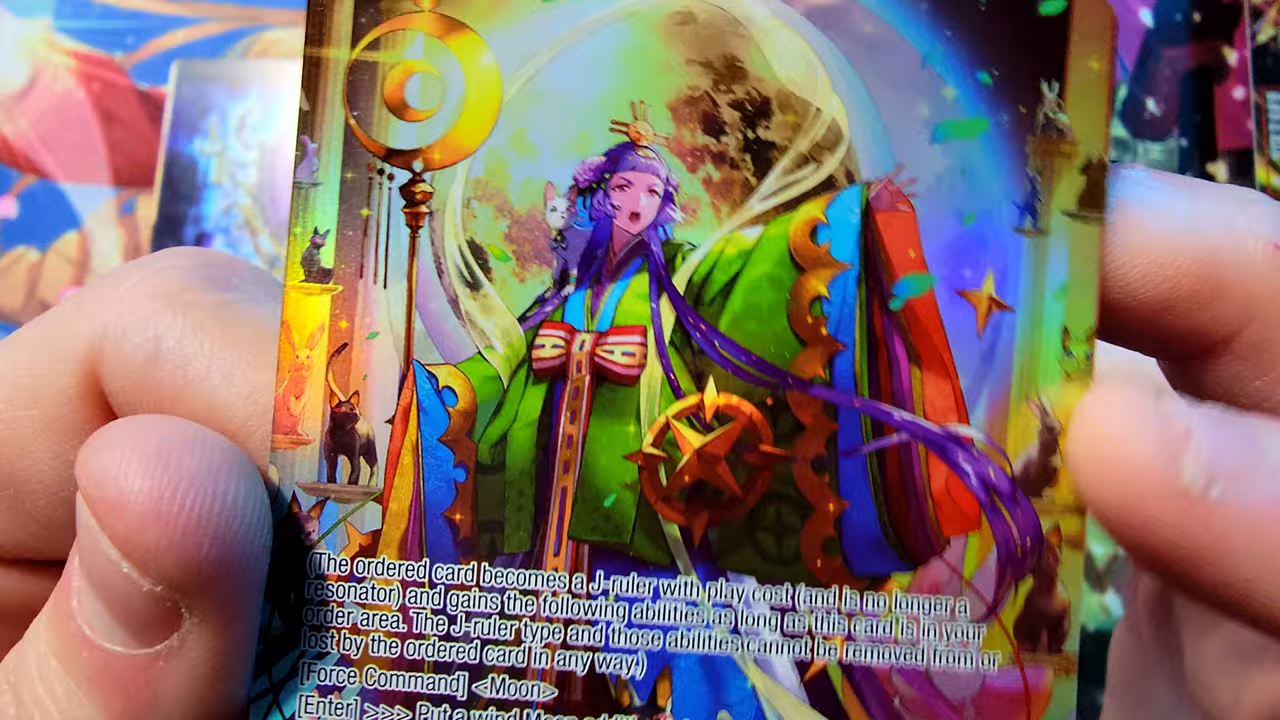 (The ordered card becomes a J-ruler with play cost (and is no longer a
resonator) and gains the following abilities as long as this card is in your
order area. The J-ruler type and those abilities cannot be removed from or
lost by the ordered card in any way.)
[Force Command] <Moon>
[Enter] >>> Put a wind Moon